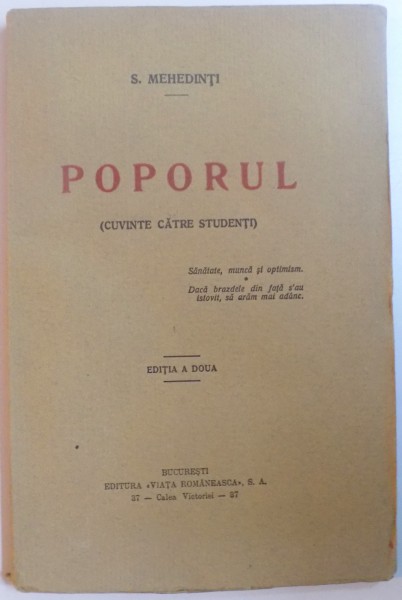 S. MEHEDINȚI
POPORUL
(CUVINTE CĂTRE STUDENȚI)
Sănătate, muncă și optimism.
*
Dacă brazdele din față s'au
istovit, să arăm mai adânc.
EDIȚIA A DOUA
BUCUREȘTI
EDITURA «VIAȚA ROMÂNEASCA», S. A.
37 — Calea Victoriei — 37